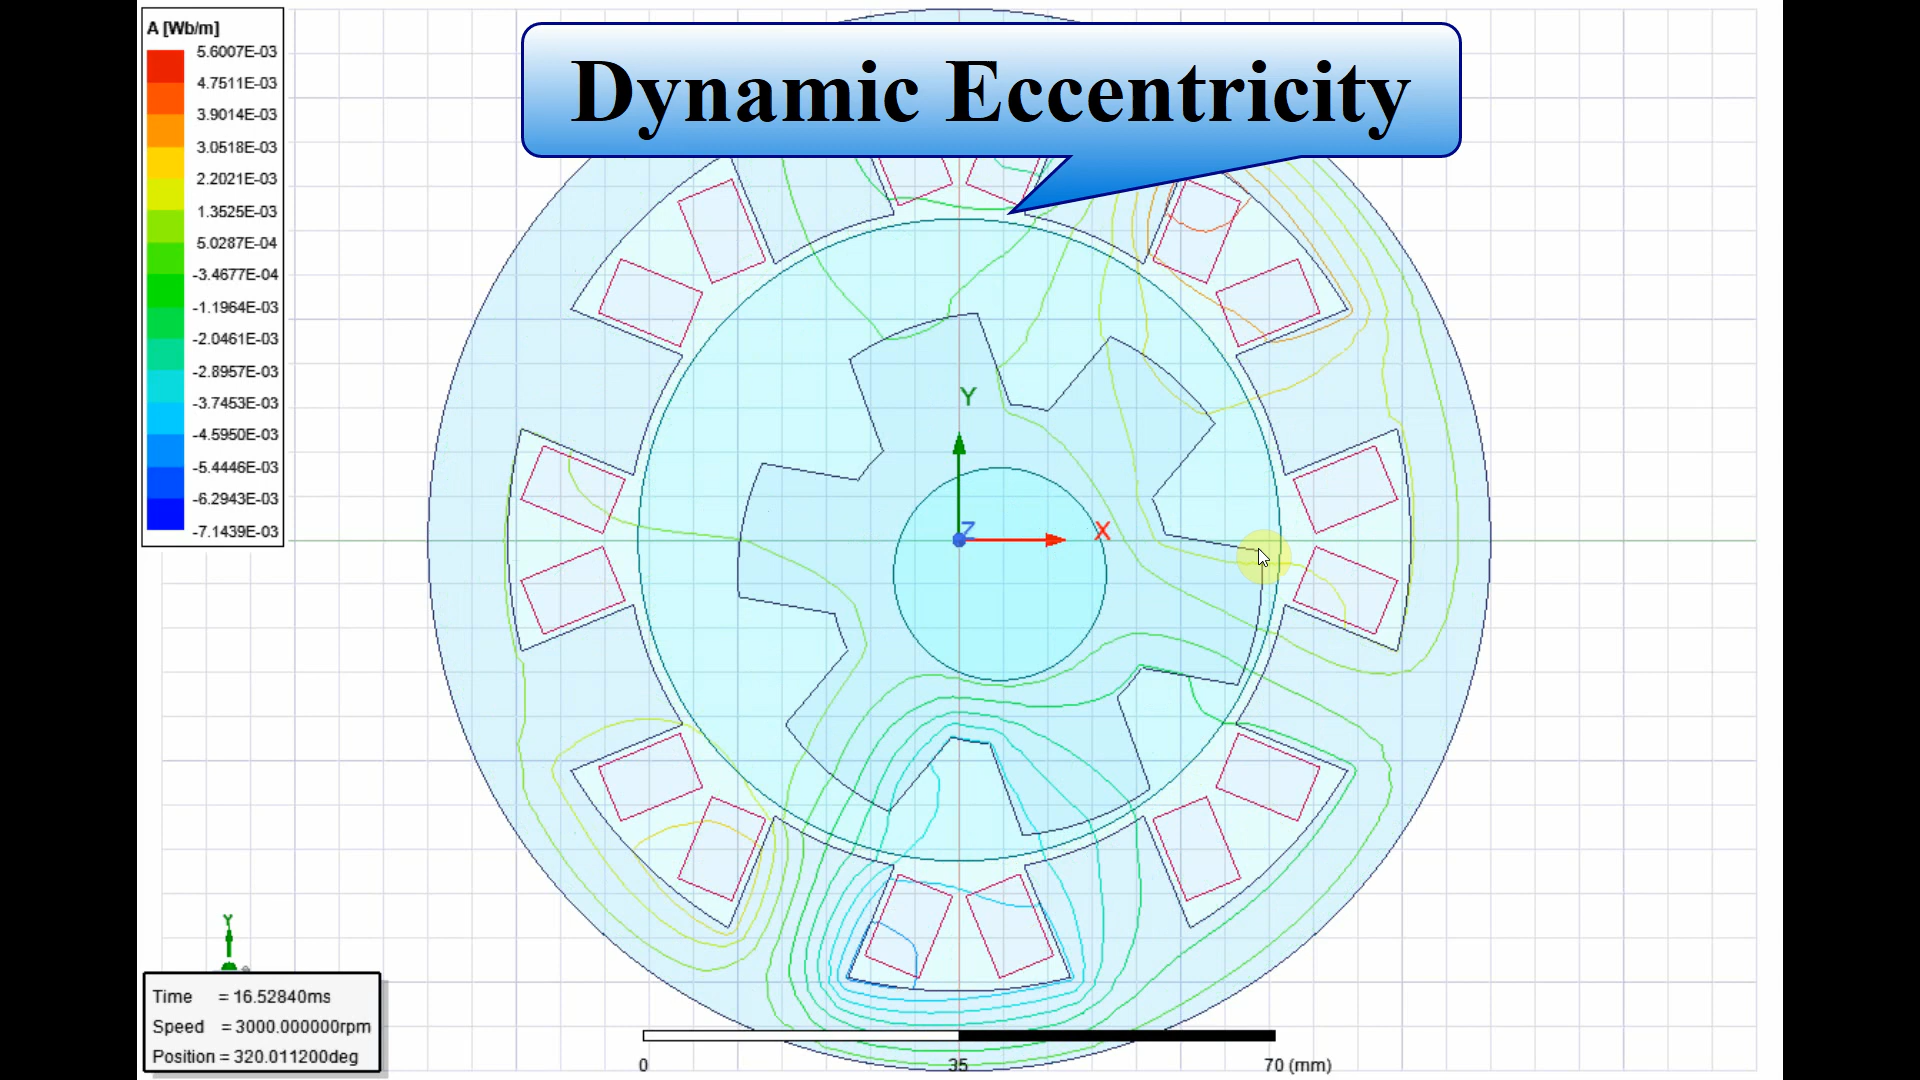 A [Wb/m]
Dynamic Eccentricity
5.6007E-03
4.7511E-03
3.9014E-03
3.0518E-03
2.2021E-03
1.3525E-03
5.0287E-04
-3.4677E-04
-1.1964E-03
-2.0461E-03
-2.8957E-03
-3.7453E-03
-4.5950E-03
-5.4446E-03
-6.2943E-03
-7.1439E-03
Y
Z
X
Y
Time = 16.52840ms
Speed = 3000.000000rpm
Position = 320.011200deg
0 35 70 (mm)